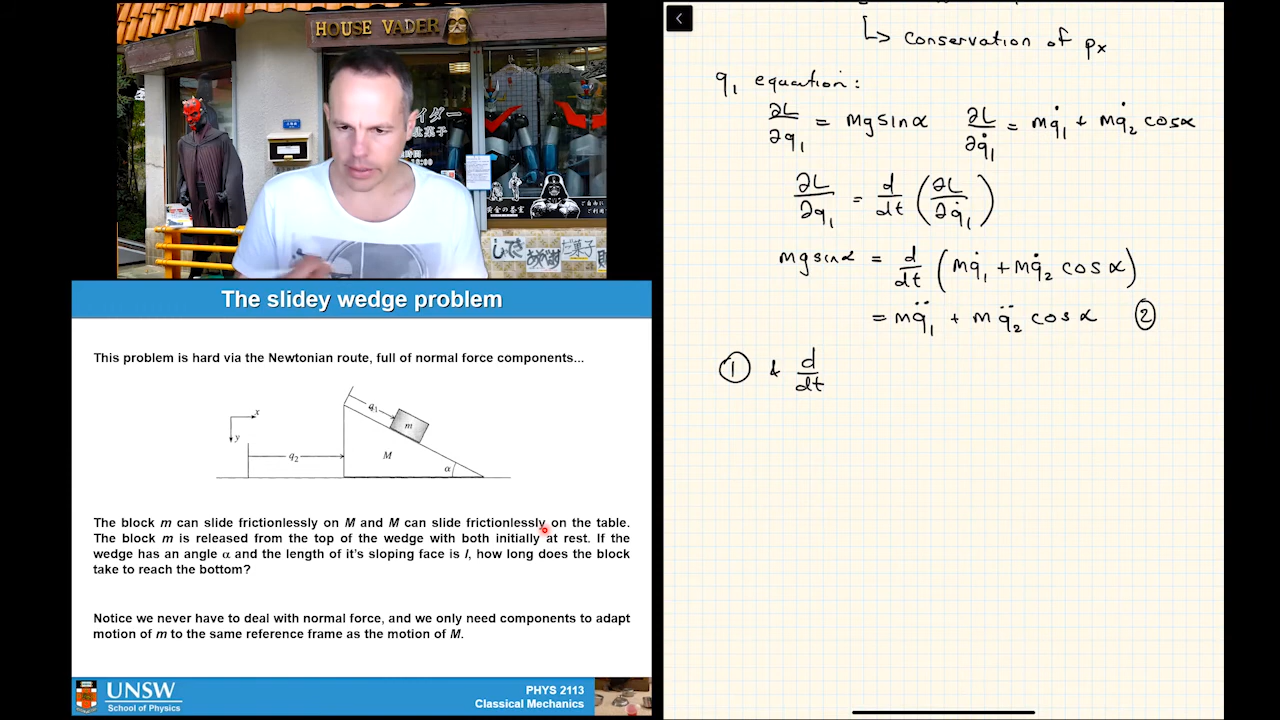 HOUSE VADER
イダー
駄菓子
The slidey wedge problem
This problem is hard via the Newtonian route, full of normal force components...
x
y
q₁
m
q₂
M
α
The block m can slide frictionlessly on M and M can slide frictionlessly on the table.
The block m is released from the top of the wedge with both initially at rest. If the
wedge has an angle α and the length of it's sloping face is l, how long does the block
take to reach the bottom?
Notice we never have to deal with normal force, and we only need components to adapt
motion of m to the same reference frame as the motion of M.
UNSW
School of Physics
PHYS 2113
Classical Mechanics
↳ conservation of px
q₁ equation:
∂L/∂q₁ = mg sin α ∂L/∂q̇₁ = mq̇₁ + mq̇₂ cos α
∂L/∂q₁ = d/dt (∂L/∂q̇₁)
mg sin α = d/dt (mq̇₁ + mq̇₂ cos α)
= mq̈₁ + mq̈₂ cos α ②
① & d/dt